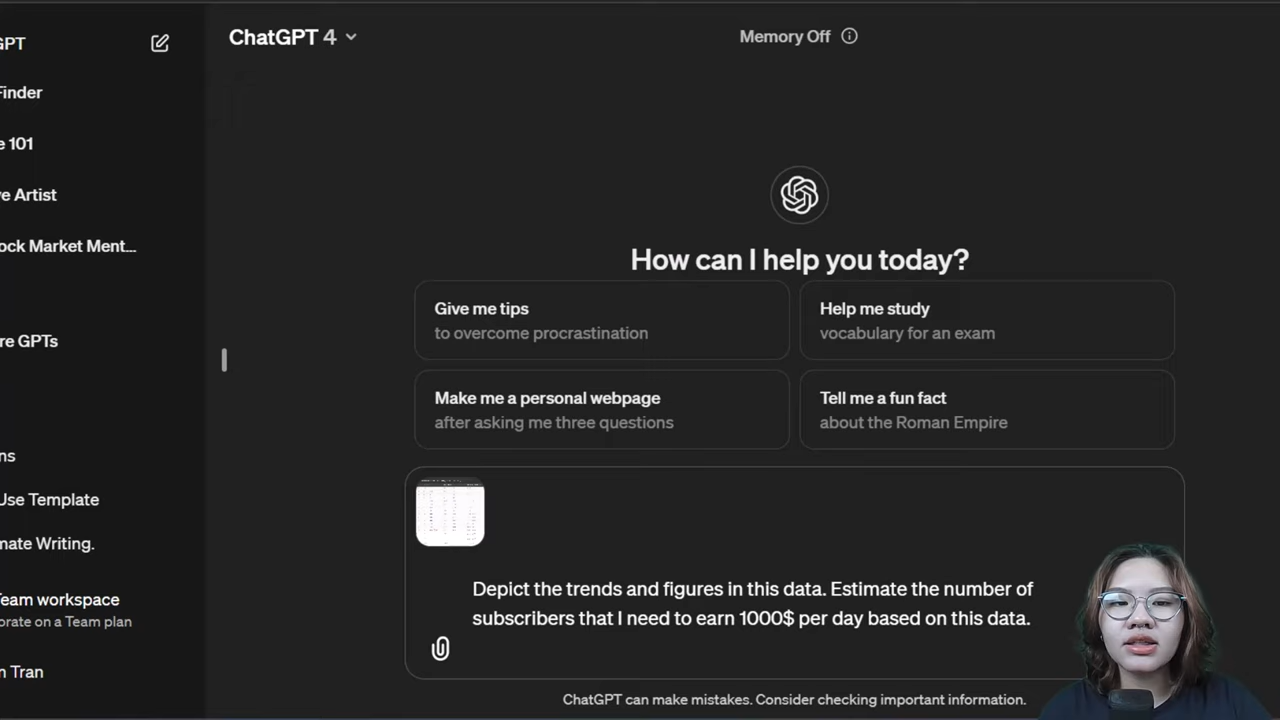 GPT
ChatGPT 4
Memory Off
Finder
e 101
ve Artist
ock Market Ment...
re GPTs
ns
Use Template
mate Writing.
Team workspace
orate on a Team plan
n Tran
How can I help you today?
Give me tips
to overcome procrastination
Help me study
vocabulary for an exam
Make me a personal webpage
after asking me three questions
Tell me a fun fact
about the Roman Empire
Depict the trends and figures in this data. Estimate the number of
subscribers that I need to earn 1000$ per day based on this data.
ChatGPT can make mistakes. Consider checking important information.